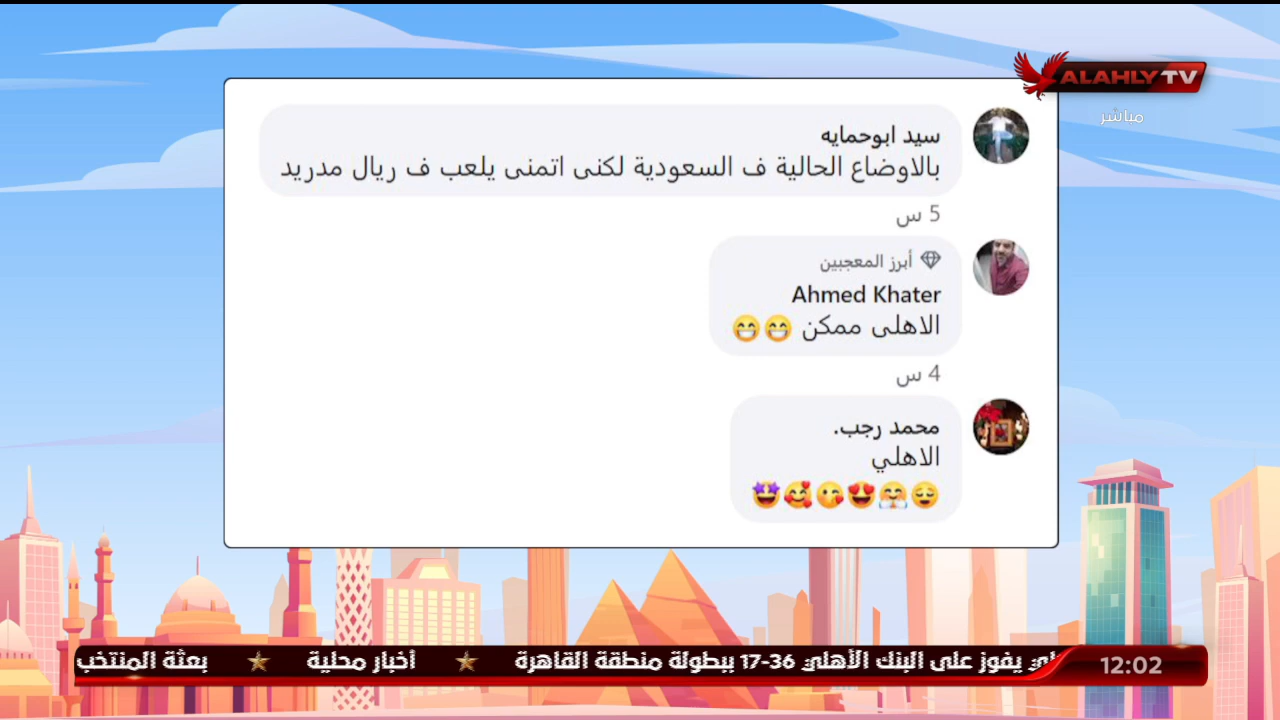 ALAHLY TV
مباشر
سيد ابوحمايه
بالاوضاع الحالية ف السعودية لكنى اتمنى يلعب ف ريال مدريد
5 س
أبرز المعجبين
Ahmed Khater
الاهلى ممكن 😁😁
4 س
محمد رجب.
الاهلي
😌🤗😍😘🥰🤩
يفوز على البنك الأهلي 36-17 ببطولة منطقة القاهرة ★ أخبار محلية ★ بعثة المنتخب
12:02